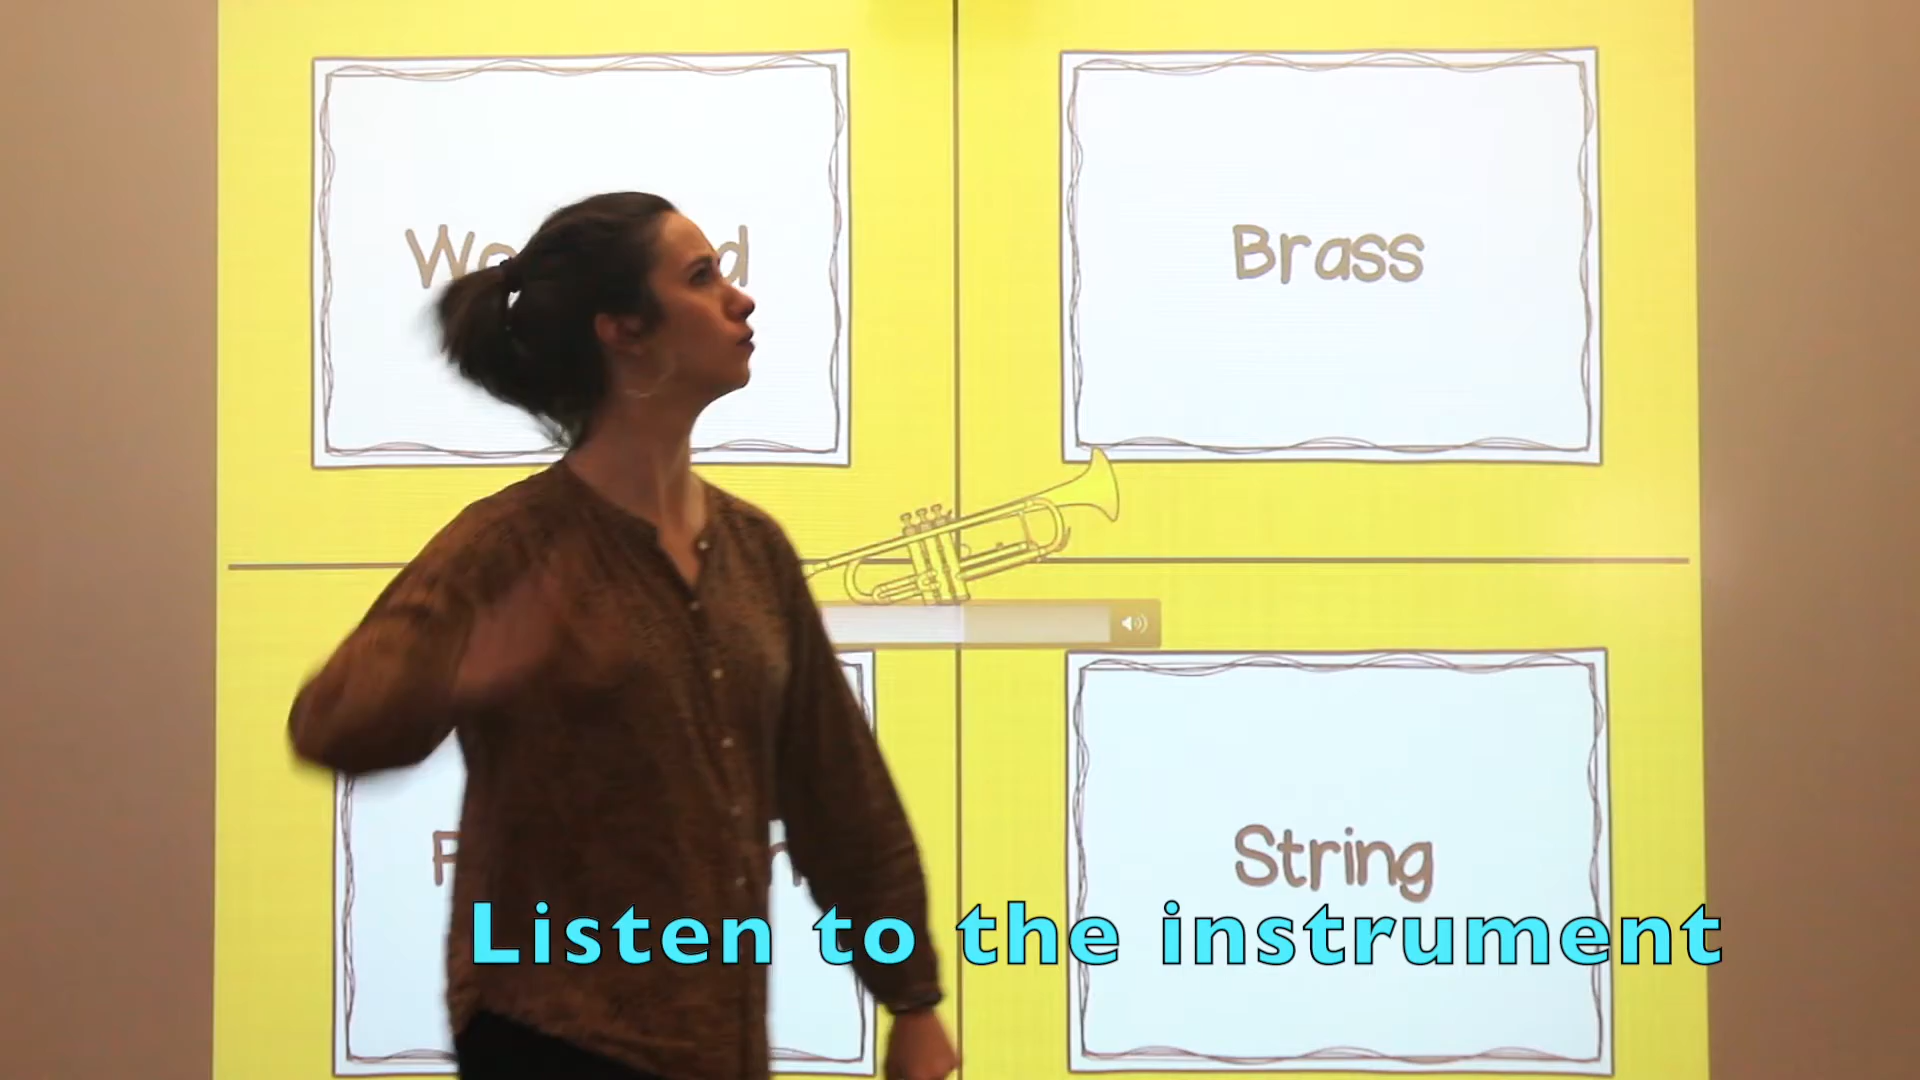 Brass
String
Listen to the instrument